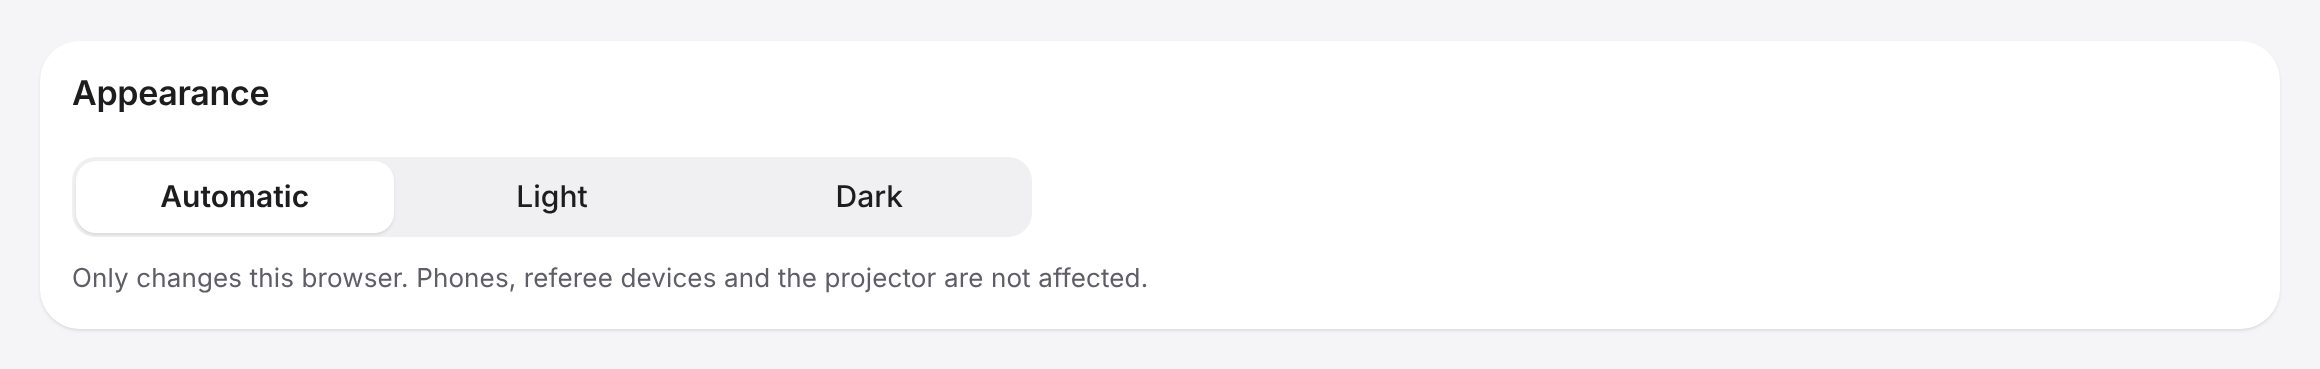 Appearance
Automatic Light Dark
Only changes this browser. Phones, referee devices and the projector are not affected.